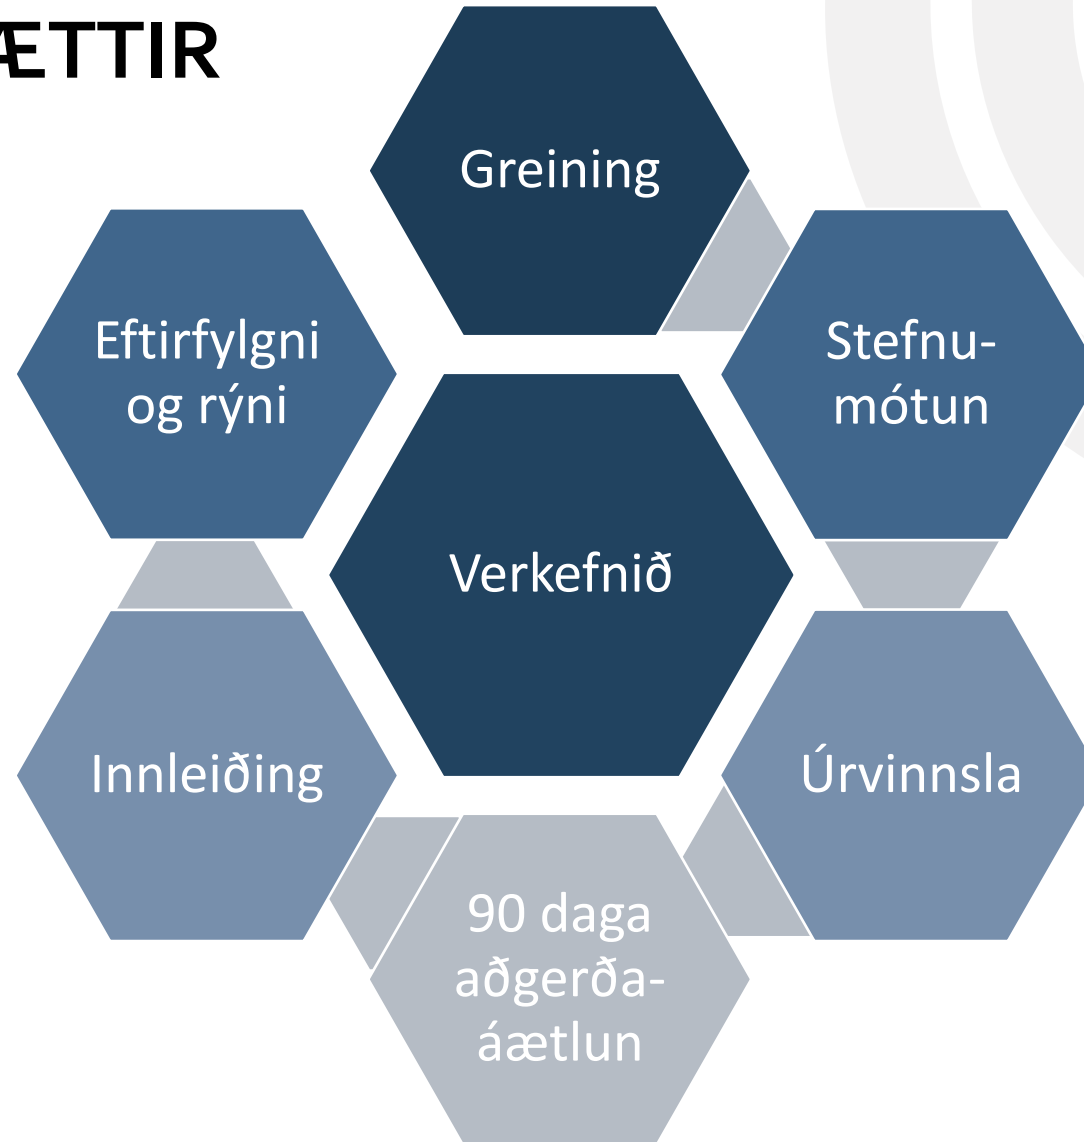 ÆTTIR
Greining
Stefnu-
mótun
Úrvinnsla
90 daga
aðgerða-
áætlun
Innleiðing
Eftirfylgni
og rýni
Verkefnið